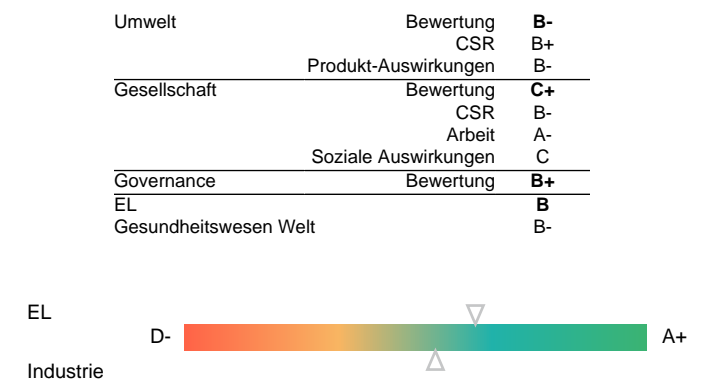 Umwelt Bewertung B-
CSR B+
Produkt-Auswirkungen B-
Gesellschaft Bewertung C+
CSR B-
Arbeit A-
Soziale Auswirkungen C
Governance Bewertung B+
EL B
Gesundheitswesen Welt B-
EL
D- A+
Industrie